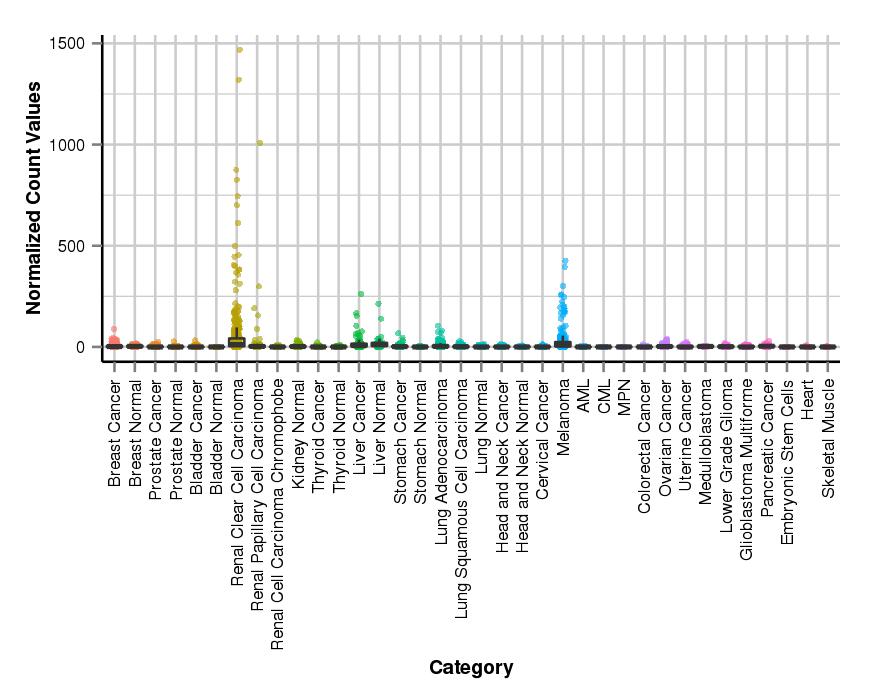 Normalized Count Values
1500
1000
500
0
Breast Cancer
Breast Normal
Prostate Cancer
Prostate Normal
Bladder Cancer
Bladder Normal
Renal Clear Cell Carcinoma
Renal Papillary Cell Carcinoma
Renal Cell Carcinoma Chromophobe
Kidney Normal
Thyroid Cancer
Thyroid Normal
Liver Cancer
Liver Normal
Stomach Cancer
Stomach Normal
Lung Adenocarcinoma
Lung Squamous Cell Carcinoma
Lung Normal
Head and Neck Cancer
Head and Neck Normal
Cervical Cancer
Melanoma
AML
CML
MPN
Colorectal Cancer
Ovarian Cancer
Uterine Cancer
Medulloblastoma
Lower Grade Glioma
Glioblastoma Multiforme
Pancreatic Cancer
Embryonic Stem Cells
Heart
Skeletal Muscle
Category